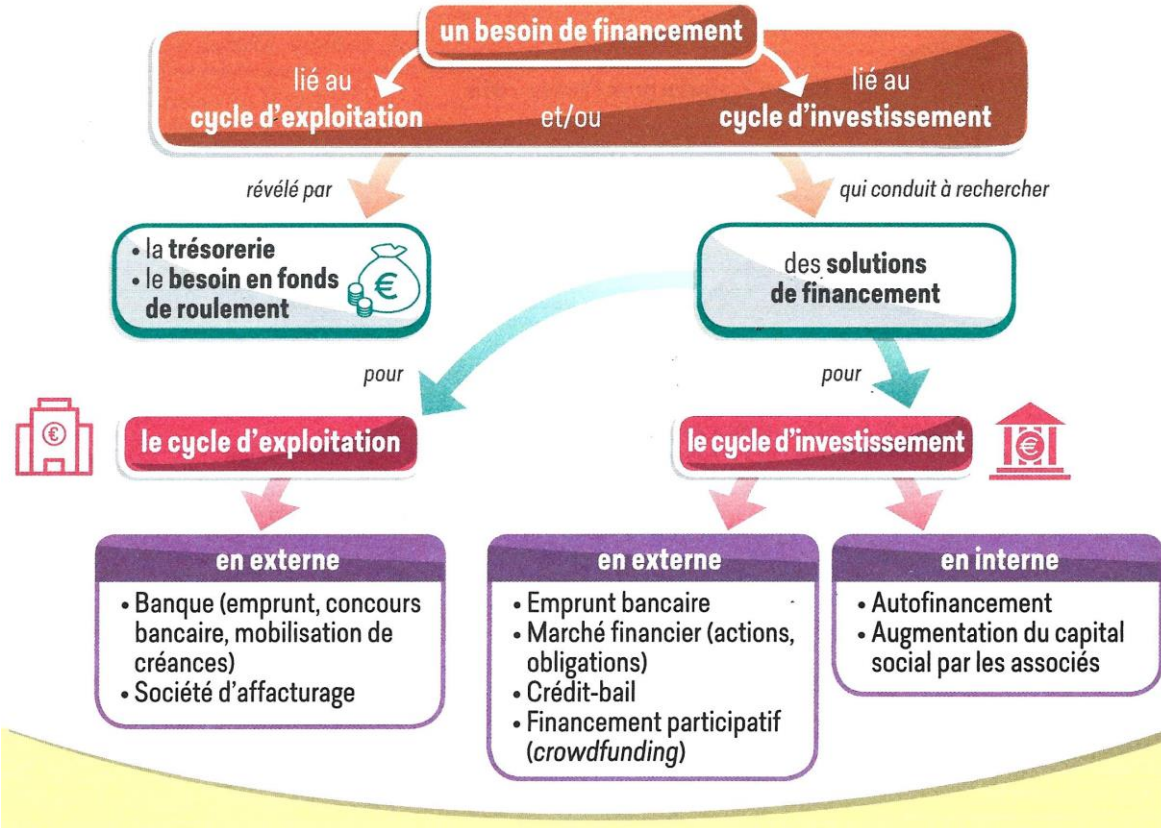 un besoin de financement
lié au
cycle d'exploitation
et/ou
lié au
cycle d'investissement
révélé par
qui conduit à rechercher
• la trésorerie
• le besoin en fonds
de roulement
€
des solutions
de financement
pour
pour
€
le cycle d'exploitation
le cycle d'investissement
€
en externe
• Banque (emprunt, concours
bancaire, mobilisation de
créances)
• Société d'affacturage
en externe
• Emprunt bancaire
• Marché financier (actions,
obligations)
• Crédit-bail
• Financement participatif
(crowdfunding)
en interne
• Autofinancement
• Augmentation du capital
social par les associés